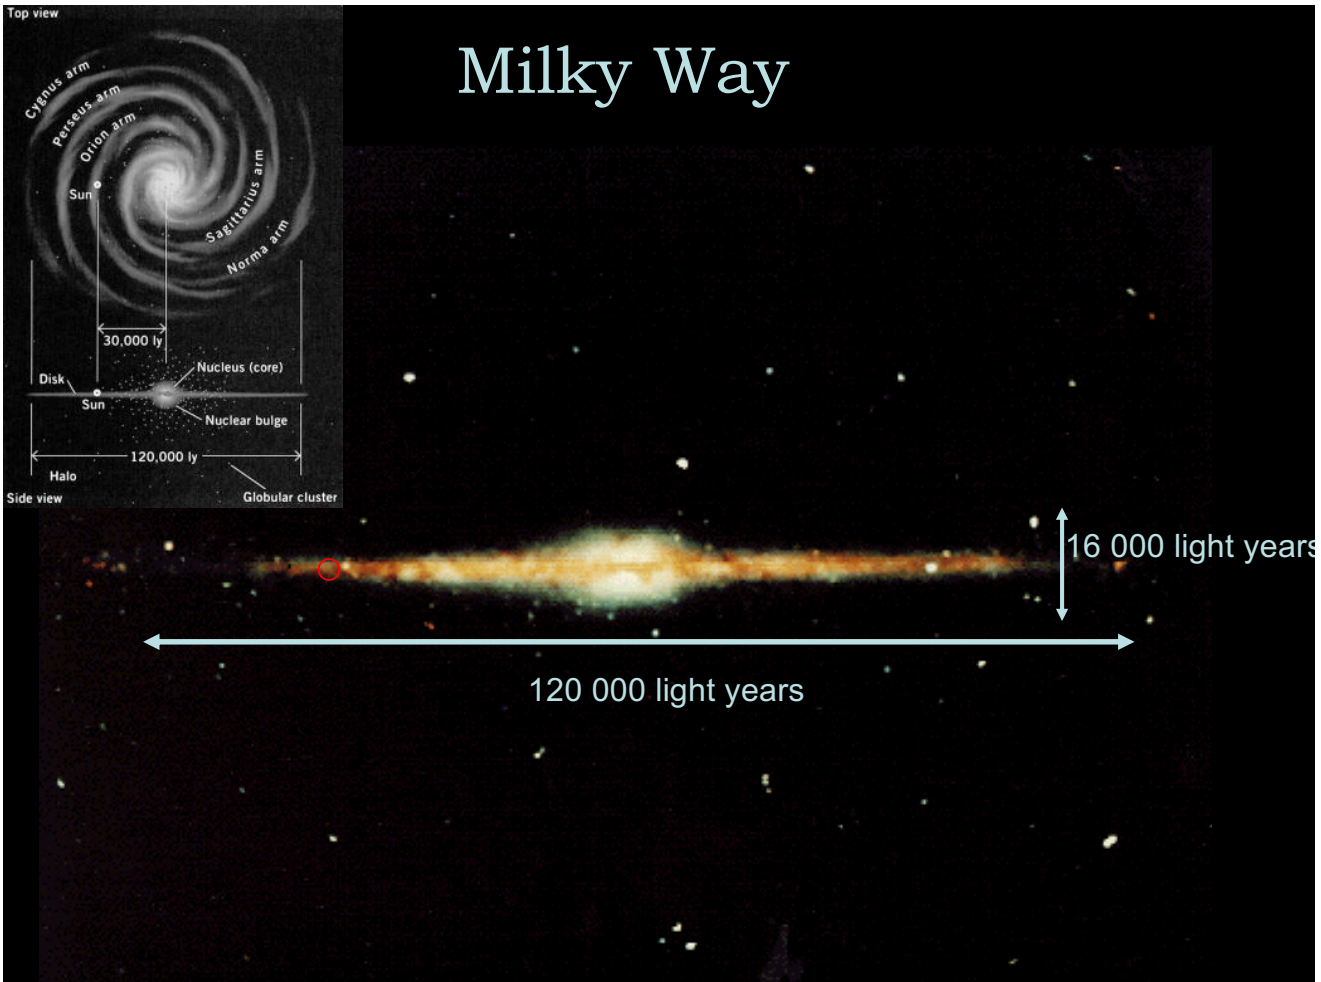 Top view
Milky Way
Cygnus arm
Perseus arm
Orion arm
Sun
Sagittarius arm
Norma arm
30,000 ly
Nucleus (core)
Disk
Sun
Nuclear bulge
120,000 ly
Halo
Side view
Globular cluster
16 000 light years
120 000 light years